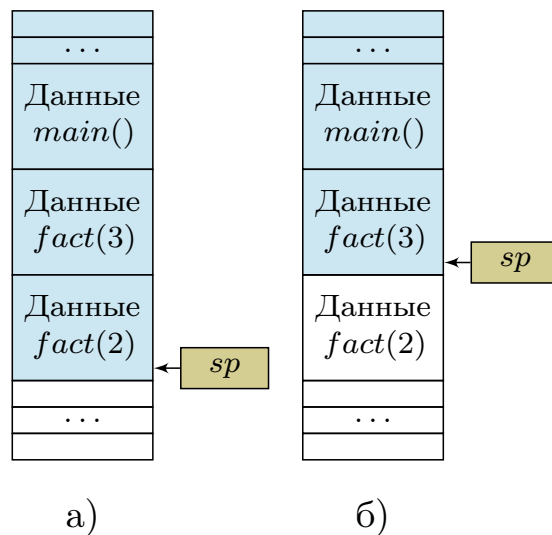 ...
Данные
main()
Данные
fact(3)
Данные
fact(2)
sp
...
а)
...
Данные
main()
Данные
fact(3)
sp
Данные
fact(2)
...
б)